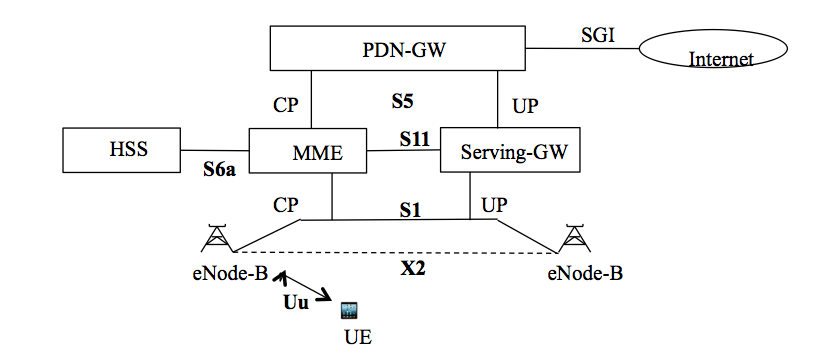 SGI
PDN-GW
Internet
CP
S5
UP
HSS
S6a
MME
S11
Serving-GW
CP
S1
UP
eNode-B
X2
eNode-B
Uu
UE